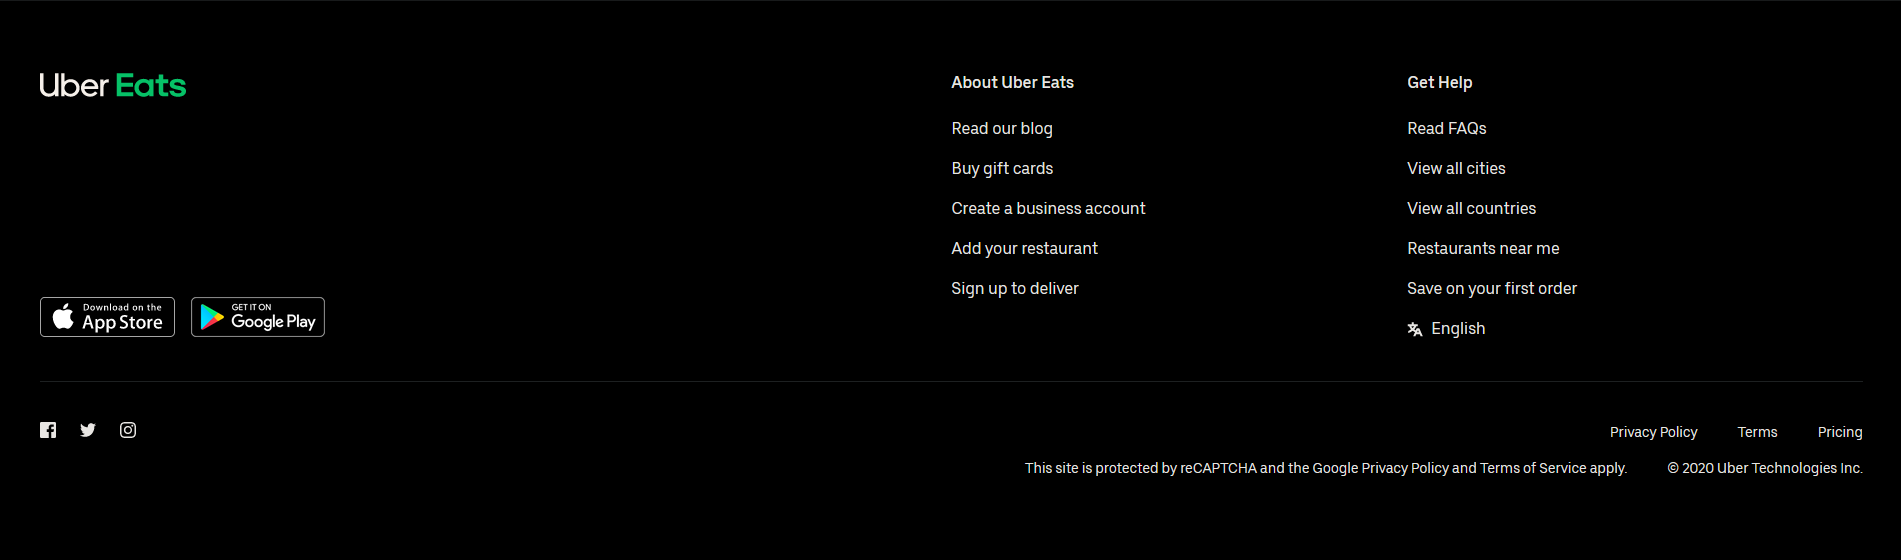 Uber Eats
About Uber Eats
Read our blog
Buy gift cards
Create a business account
Add your restaurant
Sign up to deliver
Get Help
Read FAQs
View all cities
View all countries
Restaurants near me
Save on your first order
English
Download on the
App Store
GET IT ON
Google Play
Privacy Policy
Terms
Pricing
This site is protected by reCAPTCHA and the Google Privacy Policy and Terms of Service apply.
© 2020 Uber Technologies Inc.